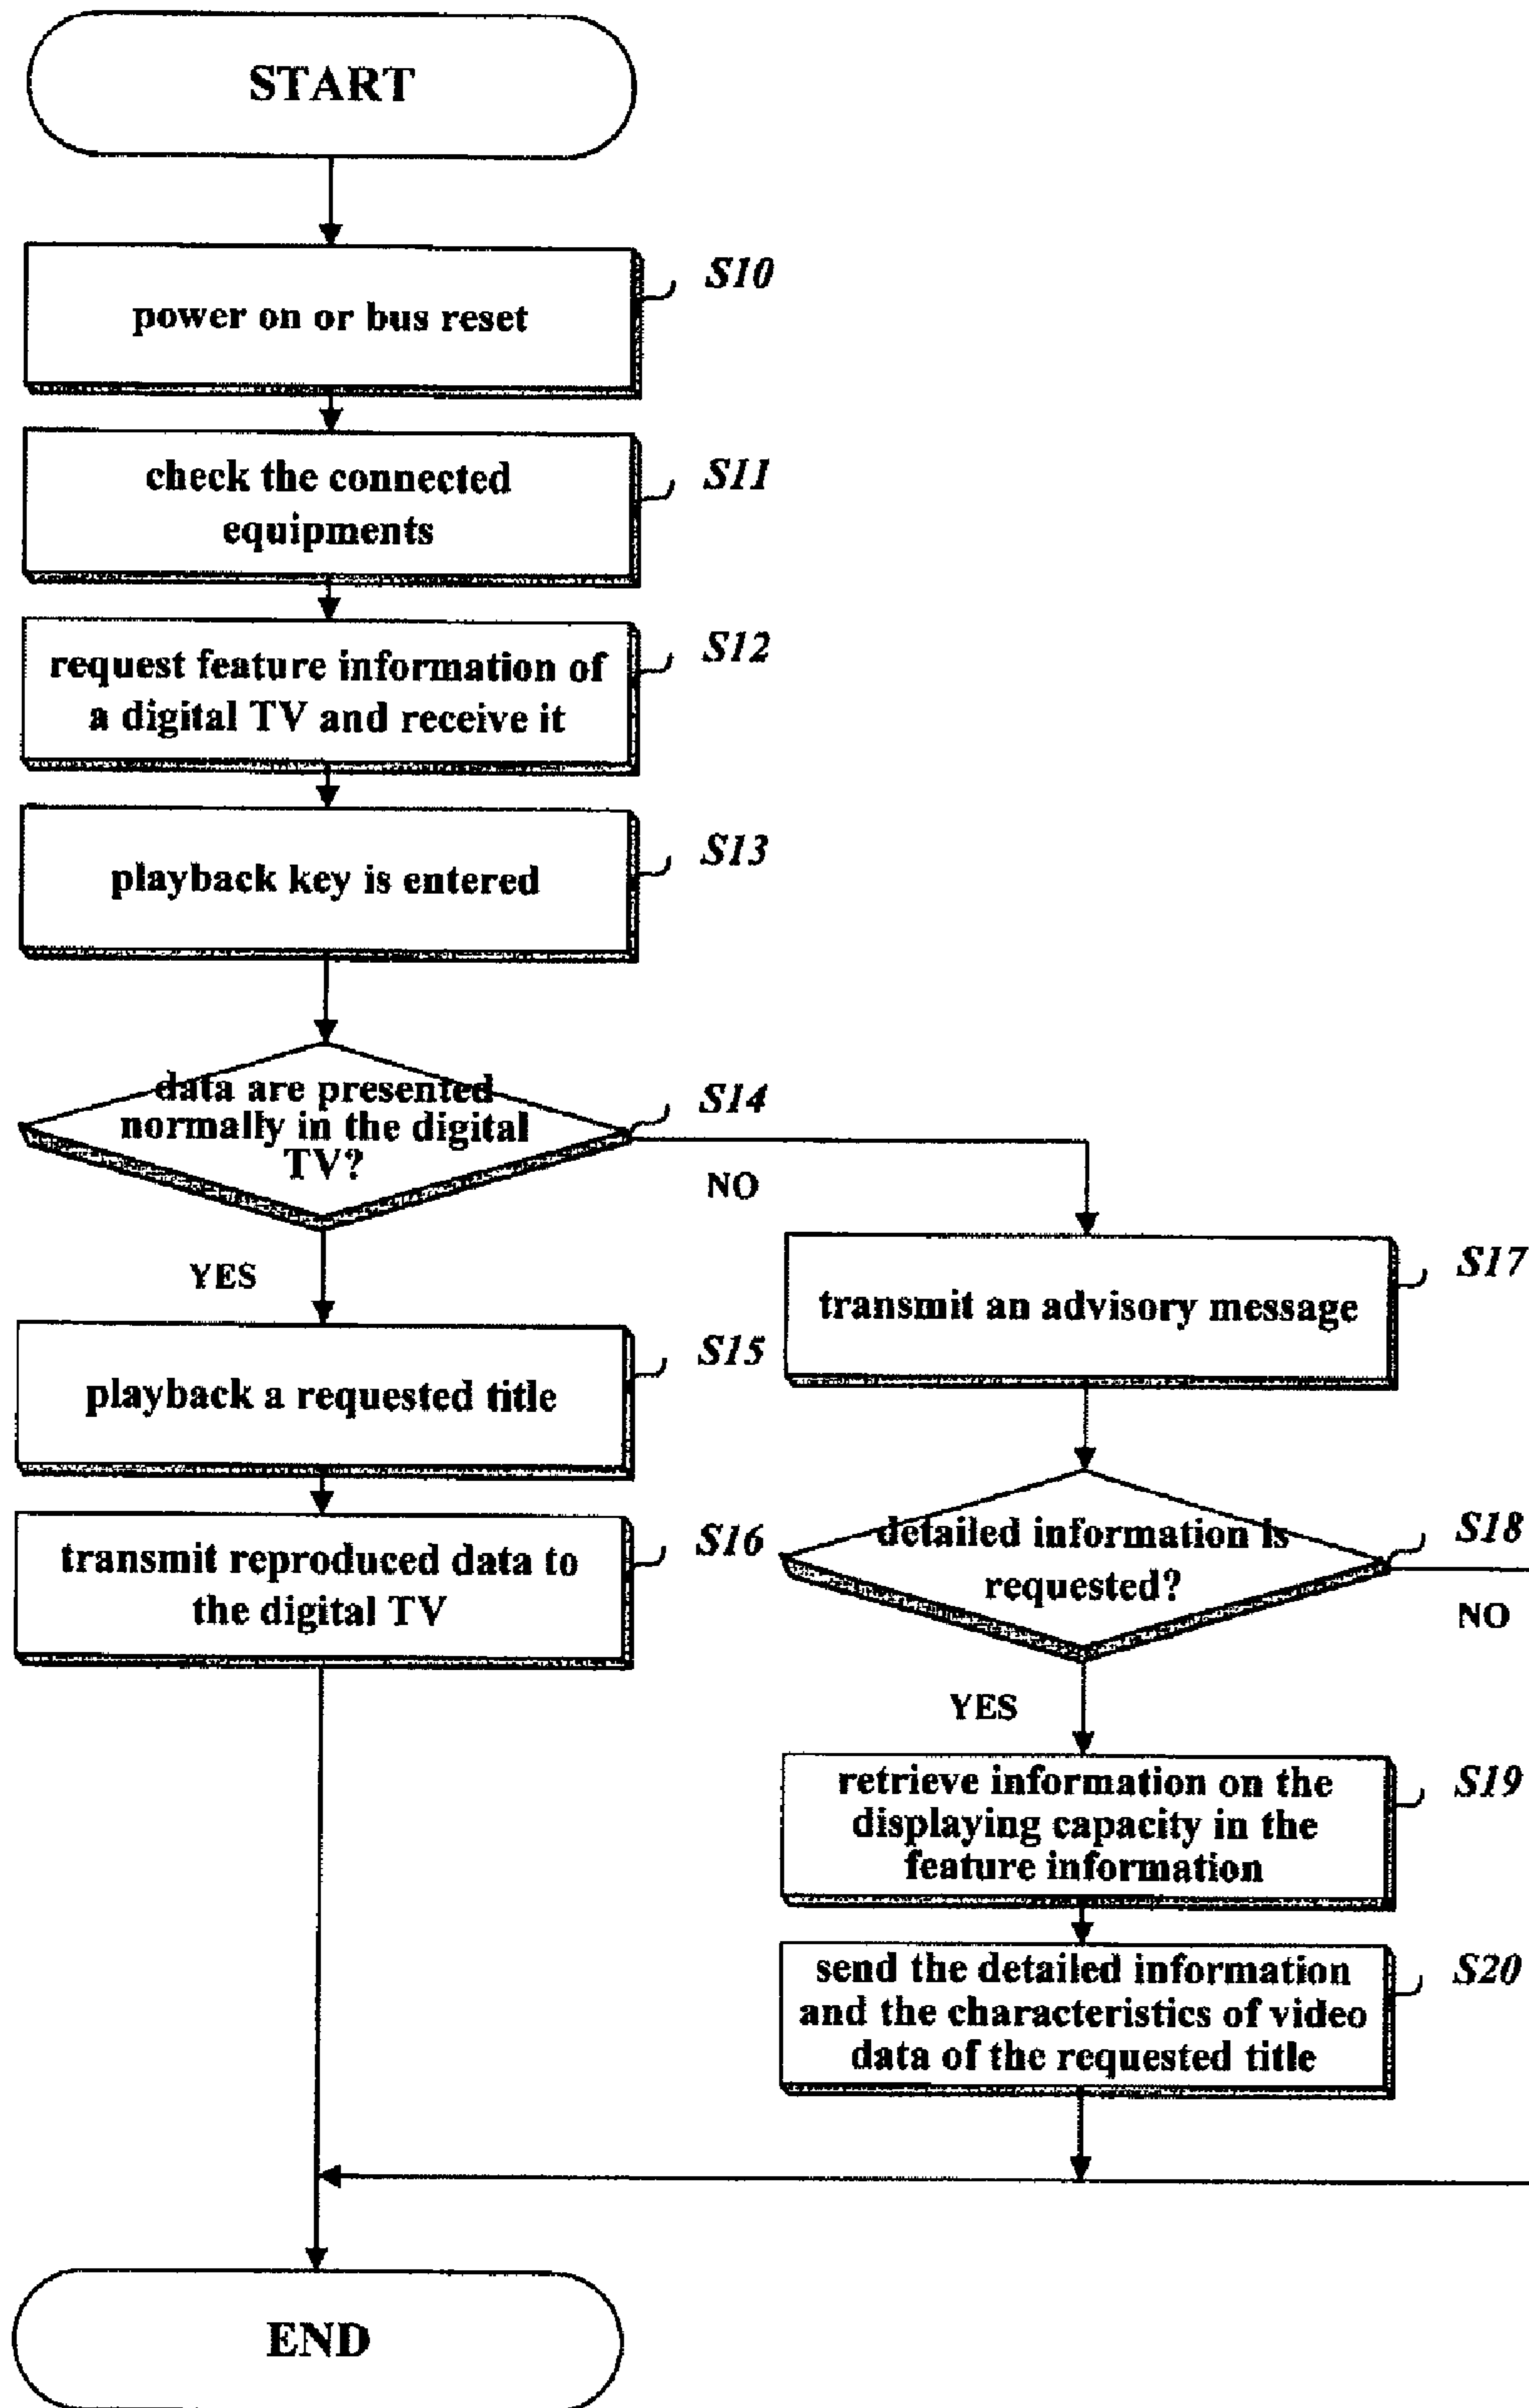 START
power on or bus reset
S10
check the connected
equipments
S11
request feature information of
a digital TV and receive it
S12
playback key is entered
S13
data are presented
normally in the digital
TV?
S14
NO
YES
playback a requested title
S15
transmit reproduced data to
the digital TV
S16
transmit an advisory message
S17
detailed information is
requested?
S18
NO
YES
retrieve information on the
displaying capacity in the
feature information
S19
send the detailed information
and the characteristics of video
data of the requested title
S20
END